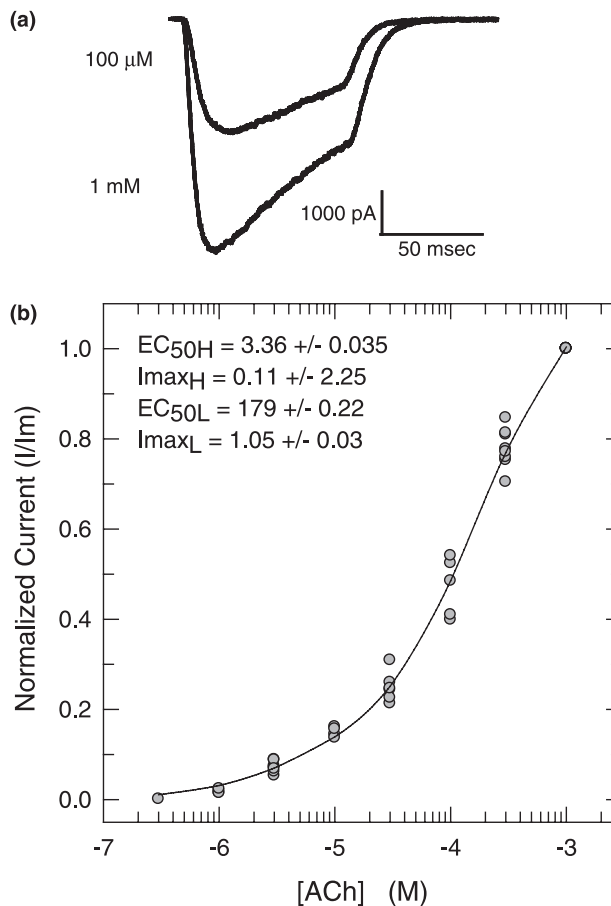 (a)
100 μM
1 mM
1000 pA
50 msec
(b)
EC50H = 3.36 +/- 0.035
ImaxH = 0.11 +/- 2.25
EC50L = 179 +/- 0.22
ImaxL = 1.05 +/- 0.03
Normalized Current (I/Im)
1.0
0.8
0.6
0.4
0.2
0.0
-7 -6 -5 -4 -3
[ACh] (M)